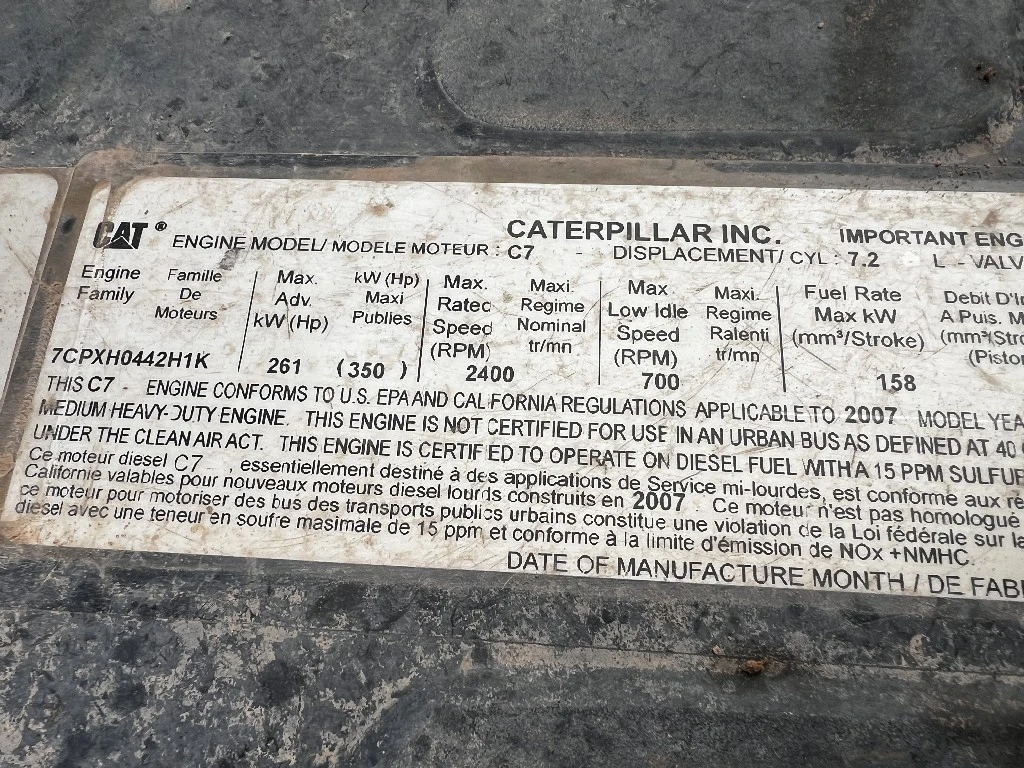 CAT ® CATERPILLAR INC. IMPORTANT ENG
ENGINE MODEL/ MODELE MOTEUR : C7 - DISPLACEMENT/ CYL : 7.2 L - VALV
Engine Family
Famille De Moteurs
Max. Adv. kW (Hp)
kW (Hp) Maxi Publies
Max. Rated Speed (RPM)
Maxi. Regime Nominal tr/mn
Max. Low Idle Speed (RPM)
Maxi. Regime Ralenti tr/mn
Fuel Rate Max kW (mm³/Stroke)
Debit D'In A Puis. M (mm³/Stro (Piston
7CPXH0442H1K 261 (350) 2400 700 158
THIS C7 - ENGINE CONFORMS TO U.S. EPA AND CALIFORNIA REGULATIONS APPLICABLE TO 2007 MODEL YEA
MEDIUM HEAVY-DUTY ENGINE. THIS ENGINE IS NOT CERTIFIED FOR USE IN AN URBAN BUS AS DEFINED AT 40
UNDER THE CLEAN AIR ACT. THIS ENGINE IS CERTIFIED TO OPERATE ON DIESEL FUEL WITH A 15 PPM SULFUR
Ce moteur diesel C7 - , essentiellement destiné à des applications de Service mi-lourdes, est conforme aux ré
Californie valables pour nouveaux moteurs diesel lourds construits en 2007 . Ce moteur n'est pas homologué
ce moteur pour motoriser des bus des transports publics urbains constitue une violation de la Loi fédérale sur la
diesel avec une teneur en soufre masimale de 15 ppm et conforme à la limite d'émission de NOx +NMHC.
DATE OF MANUFACTURE MONTH / DE FABRI